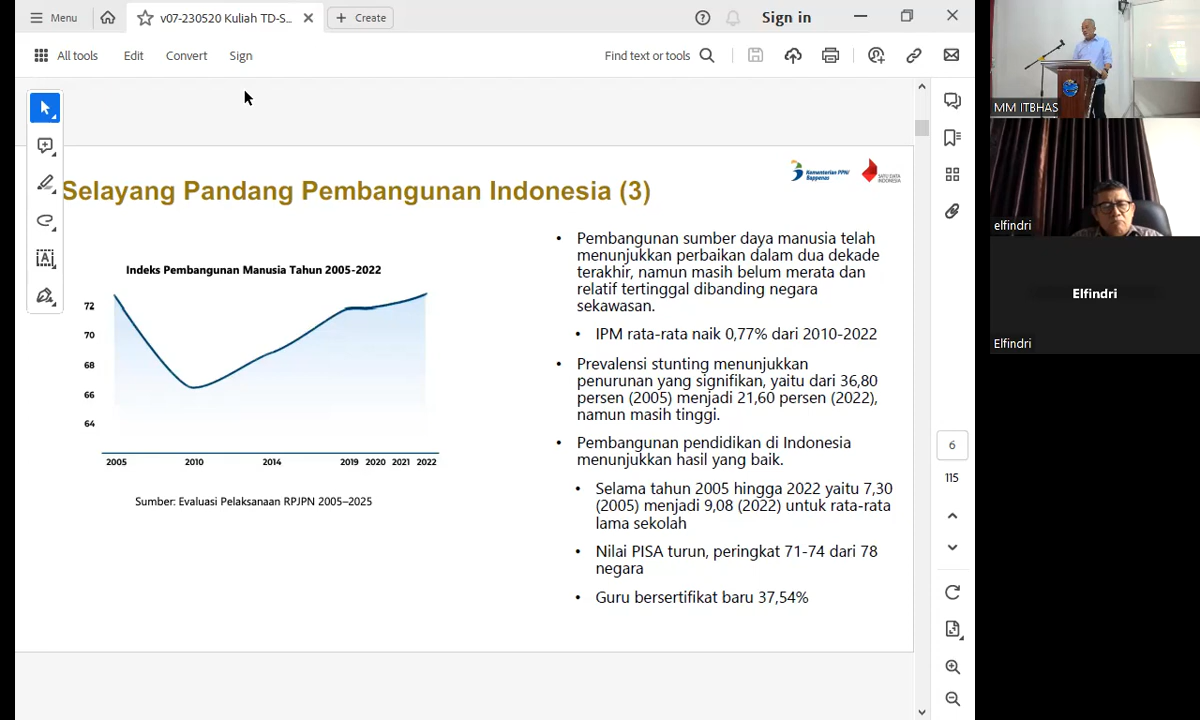 Menu
v07-230520 Kuliah TD-S...
Create
Sign in
All tools
Edit
Convert
Sign
Find text or tools
MM ITBHAS
elfindri
Elfindri
Elfindri
Kementerian PPN/
Bappenas
SATU DATA
INDONESIA
Selayang Pandang Pembangunan Indonesia (3)
Indeks Pembangunan Manusia Tahun 2005-2022
72
70
68
66
64
2005 2010 2014 2019 2020 2021 2022
Sumber: Evaluasi Pelaksanaan RPJPN 2005–2025
• Pembangunan sumber daya manusia telah
menunjukkan perbaikan dalam dua dekade
terakhir, namun masih belum merata dan
relatif tertinggal dibanding negara
sekawasan.
• IPM rata-rata naik 0,77% dari 2010-2022
• Prevalensi stunting menunjukkan
penurunan yang signifikan, yaitu dari 36,80
persen (2005) menjadi 21,60 persen (2022),
namun masih tinggi.
• Pembangunan pendidikan di Indonesia
menunjukkan hasil yang baik.
• Selama tahun 2005 hingga 2022 yaitu 7,30
(2005) menjadi 9,08 (2022) untuk rata-rata
lama sekolah
• Nilai PISA turun, peringkat 71-74 dari 78
negara
• Guru bersertifikat baru 37,54%
6
115